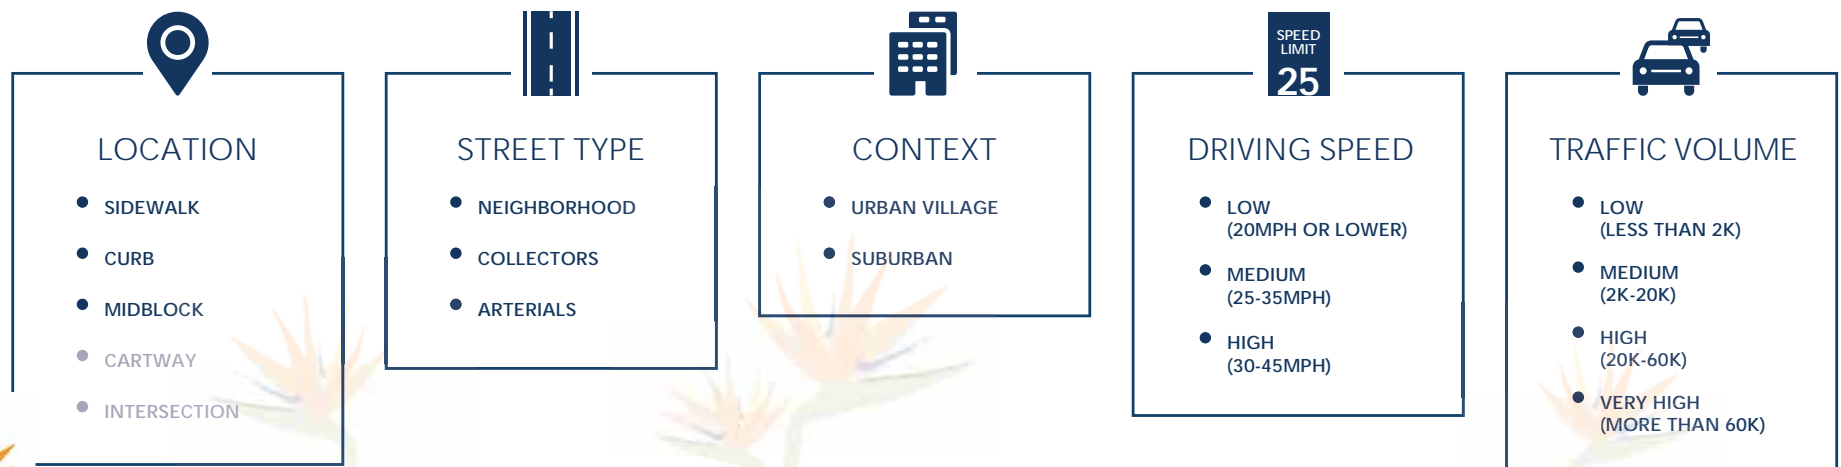 LOCATION
SIDEWALK
CURB
MIDBLOCK
CARTWAY
INTERSECTION
STREET TYPE
NEIGHBORHOOD
COLLECTORS
ARTERIALS
CONTEXT
URBAN VILLAGE
SUBURBAN
SPEED
LIMIT
25
DRIVING SPEED
LOW
(20MPH OR LOWER)
MEDIUM
(25-35MPH)
HIGH
(30-45MPH)
TRAFFIC VOLUME
LOW
(LESS THAN 2K)
MEDIUM
(2K-20K)
HIGH
(20K-60K)
VERY HIGH
(MORE THAN 60K)